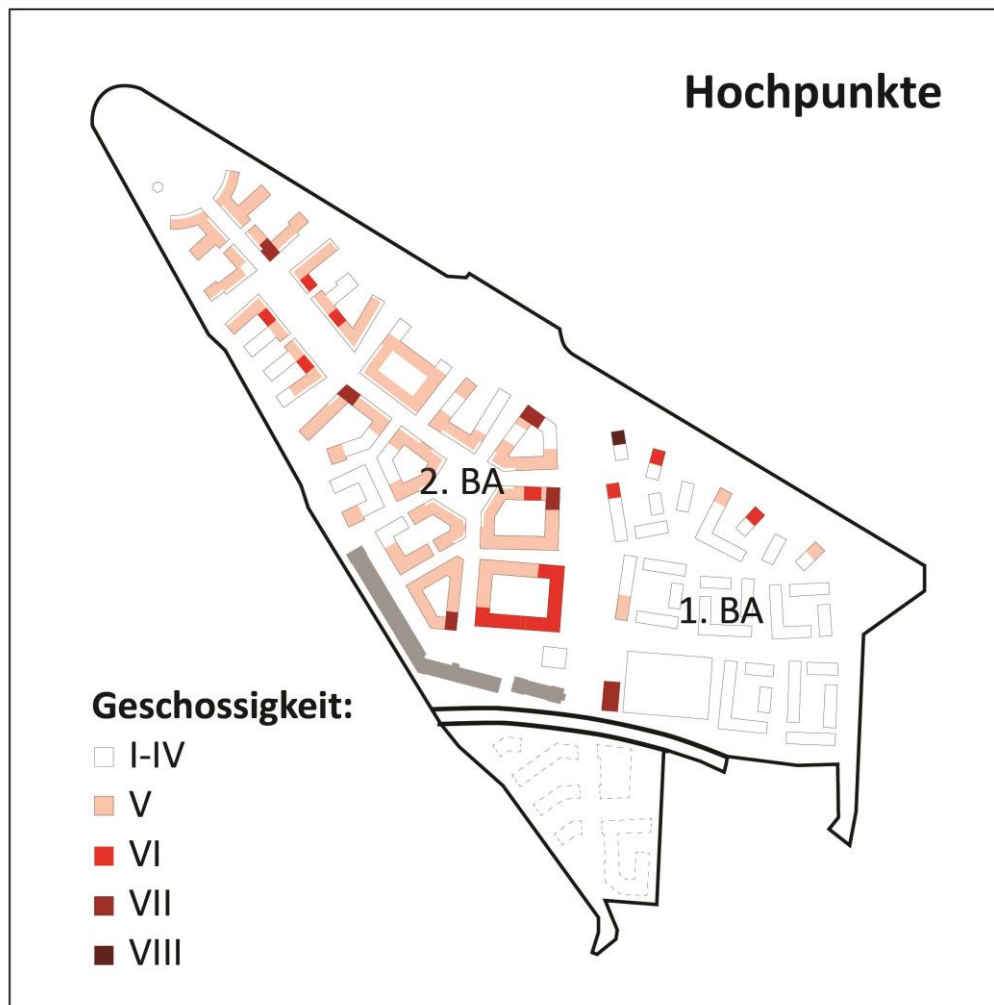 Hochpunkte
2. BA
1. BA
Geschossigkeit:
I-IV
V
VI
VII
VIII